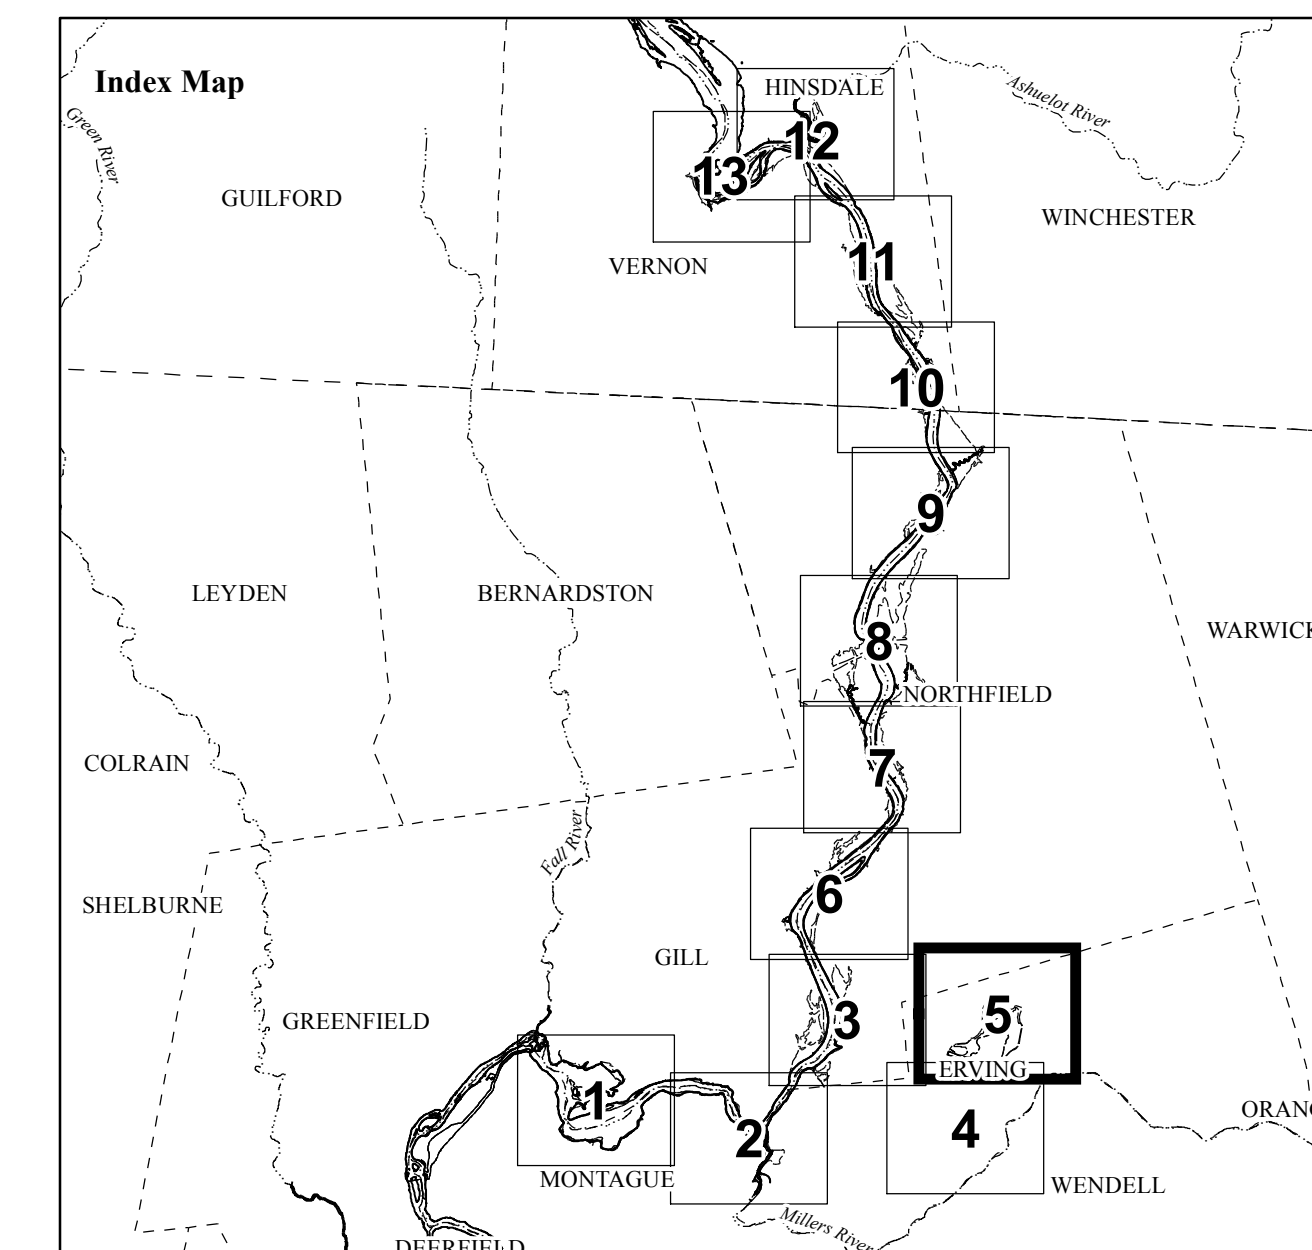 HINSDALE
Index Map
Ashuelot River
Green River
12
13
GUILFORD
WINCHESTER
11
VERNON
10
9
LEYDEN
BERNARDSTON
WARWICK
8
NORTHFIELD
COLRAIN
7
Fall River
6
SHELBURNE
GILL
5
3
GREENFIELD
ERVING
1
ORAN
4
2
MONTAGUE
WENDELL
Millers River
DEERFIELD